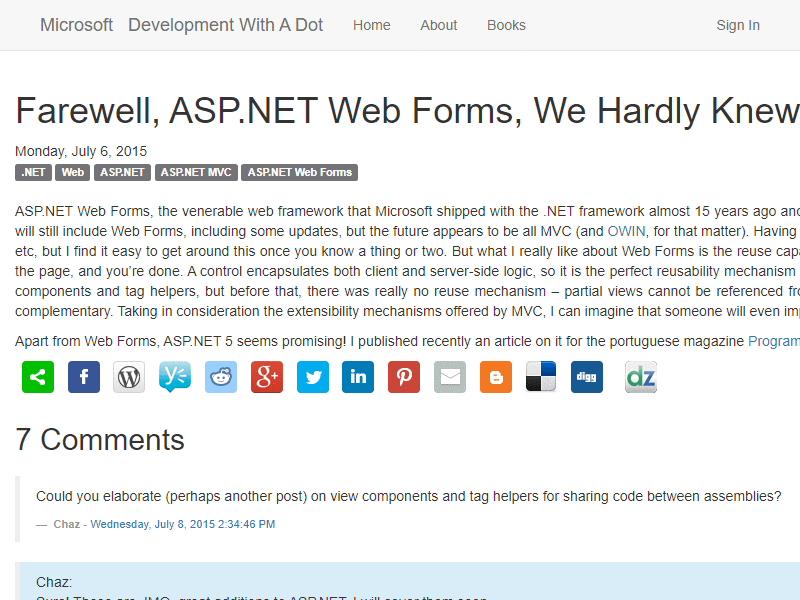 Microsoft Development With A Dot Home About Books Sign In
Farewell, ASP.NET Web Forms, We Hardly Knew
Monday, July 6, 2015
.NET Web ASP.NET ASP.NET MVC ASP.NET Web Forms
ASP.NET Web Forms, the venerable web framework that Microsoft shipped with the .NET framework almost 15 years ago and
will still include Web Forms, including some updates, but the future appears to be all MVC (and OWIN, for that matter). Having
etc, but I find it easy to get around this once you know a thing or two. But what I really like about Web Forms is the reuse
the page, and you're done. A control encapsulates both client and server-side logic, so it is the perfect reusability mechanism
components and tag helpers, but before that, there was really no reuse mechanism – partial views cannot be referenced
complementary. Taking in consideration the extensibility mechanisms offered by MVC, I can imagine that someone will even
Apart from Web Forms, ASP.NET 5 seems promising! I published recently an article on it for the portuguese magazine
f W y g+ in digg dz
7 Comments
Could you elaborate (perhaps another post) on view components and tag helpers for sharing code between assemblies?
— Chaz - Wednesday, July 8, 2015 2:34:46 PM
Chaz: